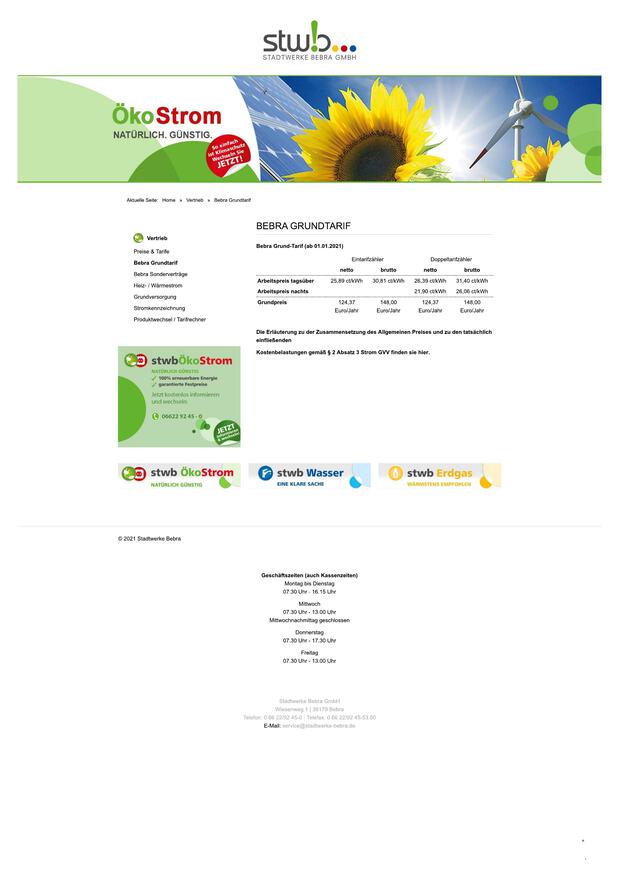 stwb...
STADTWERKE BEBRA GMBH
ÖkoStrom
NATÜRLICH. GÜNSTIG.
So einfach
ist Klimaschutz
Wechseln Sie
JETZT!
Aktuelle Seite: Home » Vertrieb » Bebra Grundtarif
Vertrieb
Preise & Tarife
Bebra Grundtarif
Bebra Sonderverträge
Heiz- / Wärmestrom
Grundversorgung
Stromkennzeichnung
Produktwechsel / Tarifrechner
BEBRA GRUNDTARIF
Bebra Grund-Tarif (ab 01.01.2021)
Eintarifzähler Doppeltarifzähler
netto brutto netto brutto
Arbeitspreis tagsüber 25,89 ct/kWh 30,81 ct/kWh 26,39 ct/kWh 31,40 ct/kWh
Arbeitspreis nachts 21,90 ct/kWh 26,06 ct/kWh
Grundpreis 124,37 148,00 124,37 148,00
Euro/Jahr Euro/Jahr Euro/Jahr Euro/Jahr
Die Erläuterung zu der Zusammensetzung des Allgemeinen Preises und zu den tatsächlich
einfließenden
Kostenbelastungen gemäß § 2 Absatz 3 Strom GVV finden sie hier.
stwbÖkoStrom
NATÜRLICH GÜNSTIG
✓ 100% erneuerbare Energie
✓ garantierte Festpreise
Jetzt kostenlos informieren
und wechseln
06622 92 45 - 0
JETZT
informieren
& wechseln
stwb ÖkoStrom
NATÜRLICH GÜNSTIG
stwb Wasser
EINE KLARE SACHE
stwb Erdgas
WÄRMSTENS EMPFOHLEN
© 2021 Stadtwerke Bebra
Geschäftszeiten (auch Kassenzeiten)
Montag bis Dienstag
07.30 Uhr - 16.15 Uhr
Mittwoch
07.30 Uhr - 13.00 Uhr
Mittwochnachmittag geschlossen
Donnerstag
07.30 Uhr - 17.30 Uhr
Freitag
07.30 Uhr - 13.00 Uhr
Stadtwerke Bebra GmbH
Wiesenweg 1 | 36179 Bebra
Telefon: 0 66 22/92 45-0 | Telefax: 0 66 22/92 45-53 00
E-Mail: service@stadtwerke-bebra.de